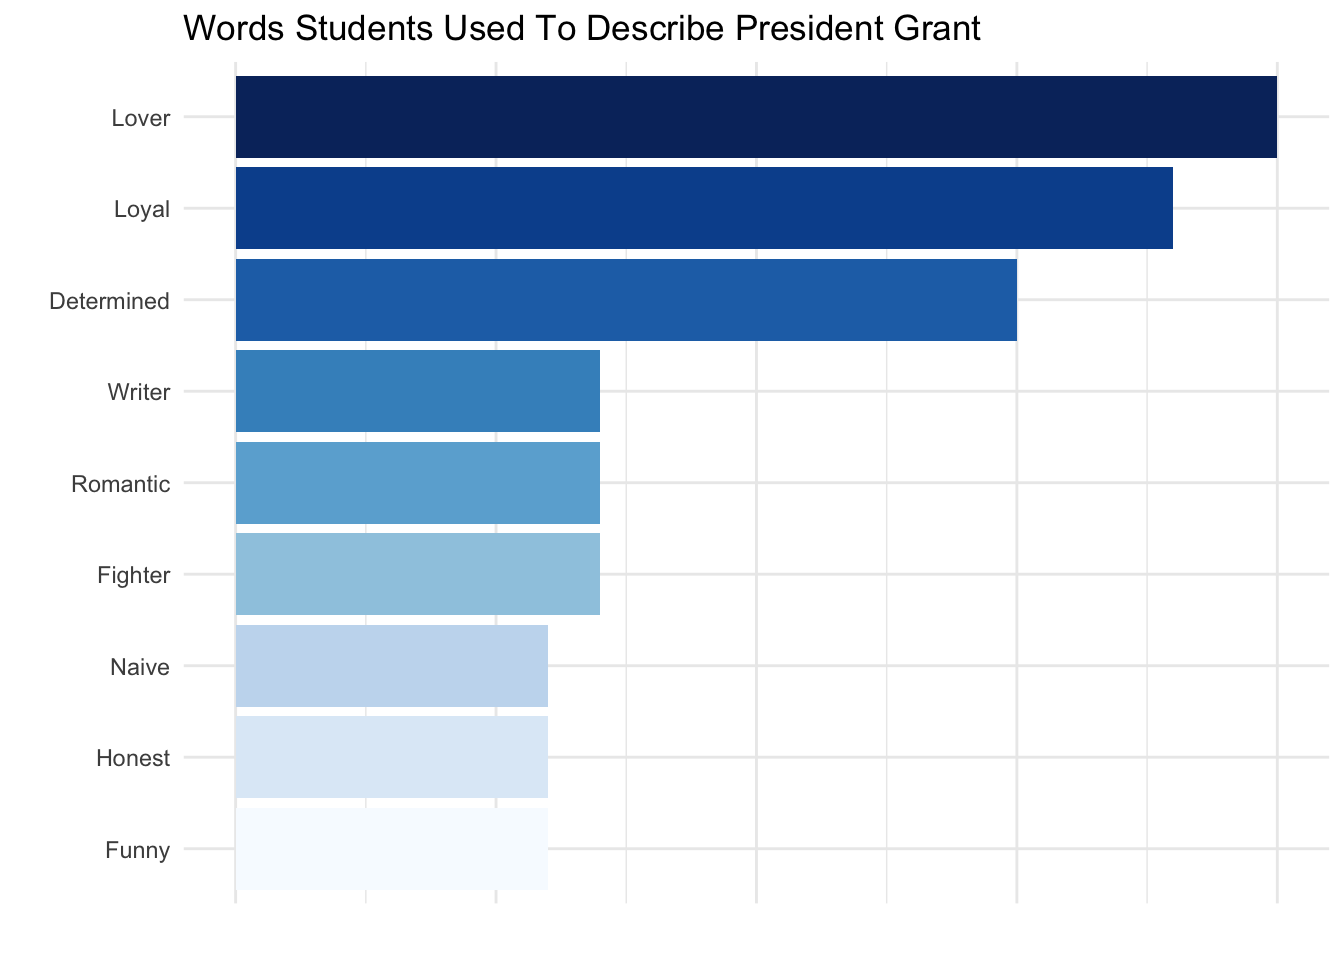 Words Students Used To Describe President Grant
Lover
Loyal
Determined
Writer
Romantic
Fighter
Naive
Honest
Funny